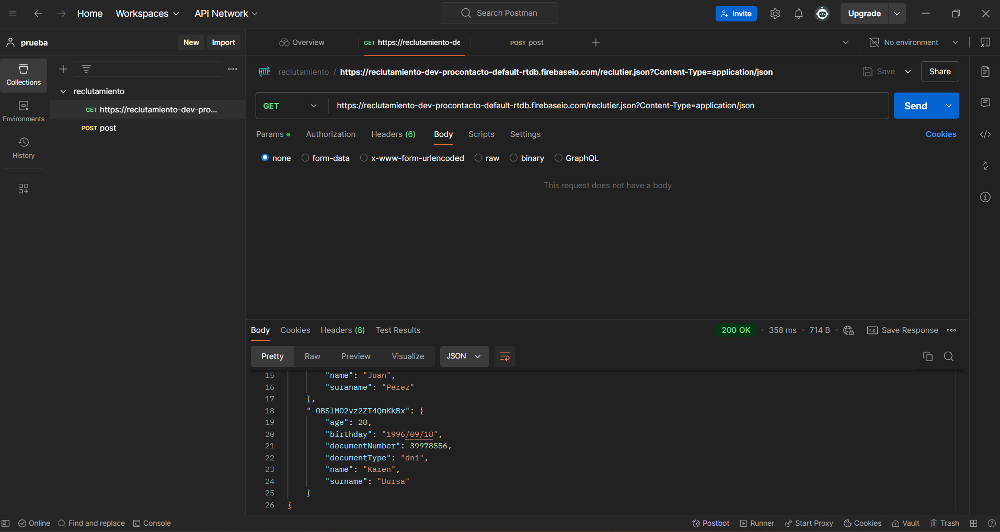 Home Workspaces API Network Search Postman Invite Upgrade
prueba New Import Overview GET https://reclutamiento-de POST post No environment
Collections
Environments
History
reclutamiento
GET https://reclutamiento-dev-pro...
POST post
HTTP reclutamiento / https://reclutamiento-dev-procontacto-default-rtdb.firebaseio.com/reclutier.json?Content-Type=application/json Save Share
GET https://reclutamiento-dev-procontacto-default-rtdb.firebaseio.com/reclutier.json?Content-Type=application/json Send
Params Authorization Headers (6) Body Scripts Settings Cookies
none form-data x-www-form-urlencoded raw binary GraphQL
This request does not have a body
Body Cookies Headers (8) Test Results 200 OK 358 ms 714 B e.g. Save Response
Pretty Raw Preview Visualize JSON
15 "name": "Juan",
16 "suraname": "Perez"
17 },
18 "-OBSlMO2vz2ZT4QmKkBx": {
19 "age": 28,
20 "birthday": "1996/09/18",
21 "documentNumber": 39978556,
22 "documentType": "dni",
23 "name": "Karen",
24 "surname": "Bursa"
25 }
26 }
Online Find and replace Console Postbot Runner Start Proxy Cookies Vault Trash